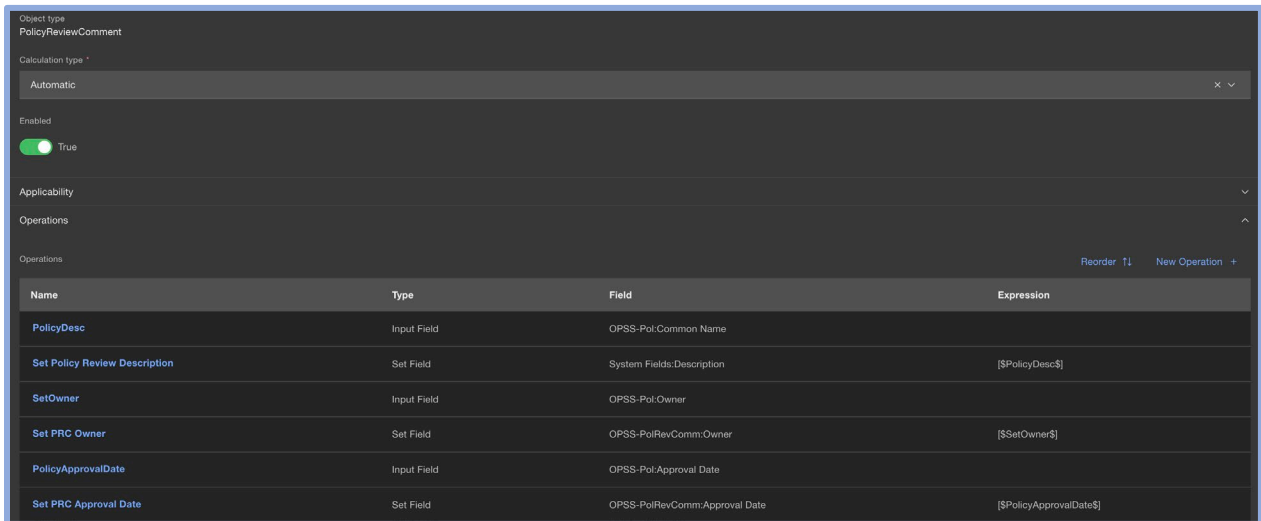 Object type
PolicyReviewComment
Calculation type *
Automatic
Enabled
True
Applicability
Operations
Operations
Reorder New Operation +
Name Type Field Expression
PolicyDesc Input Field OPSS-Pol:Common Name
Set Policy Review Description Set Field System Fields:Description [$PolicyDesc$]
SetOwner Input Field OPSS-Pol:Owner
Set PRC Owner Set Field OPSS-PolRevComm:Owner [$SetOwner$]
PolicyApprovalDate Input Field OPSS-Pol:Approval Date
Set PRC Approval Date Set Field OPSS-PolRevComm:Approval Date [$PolicyApprovalDate$]